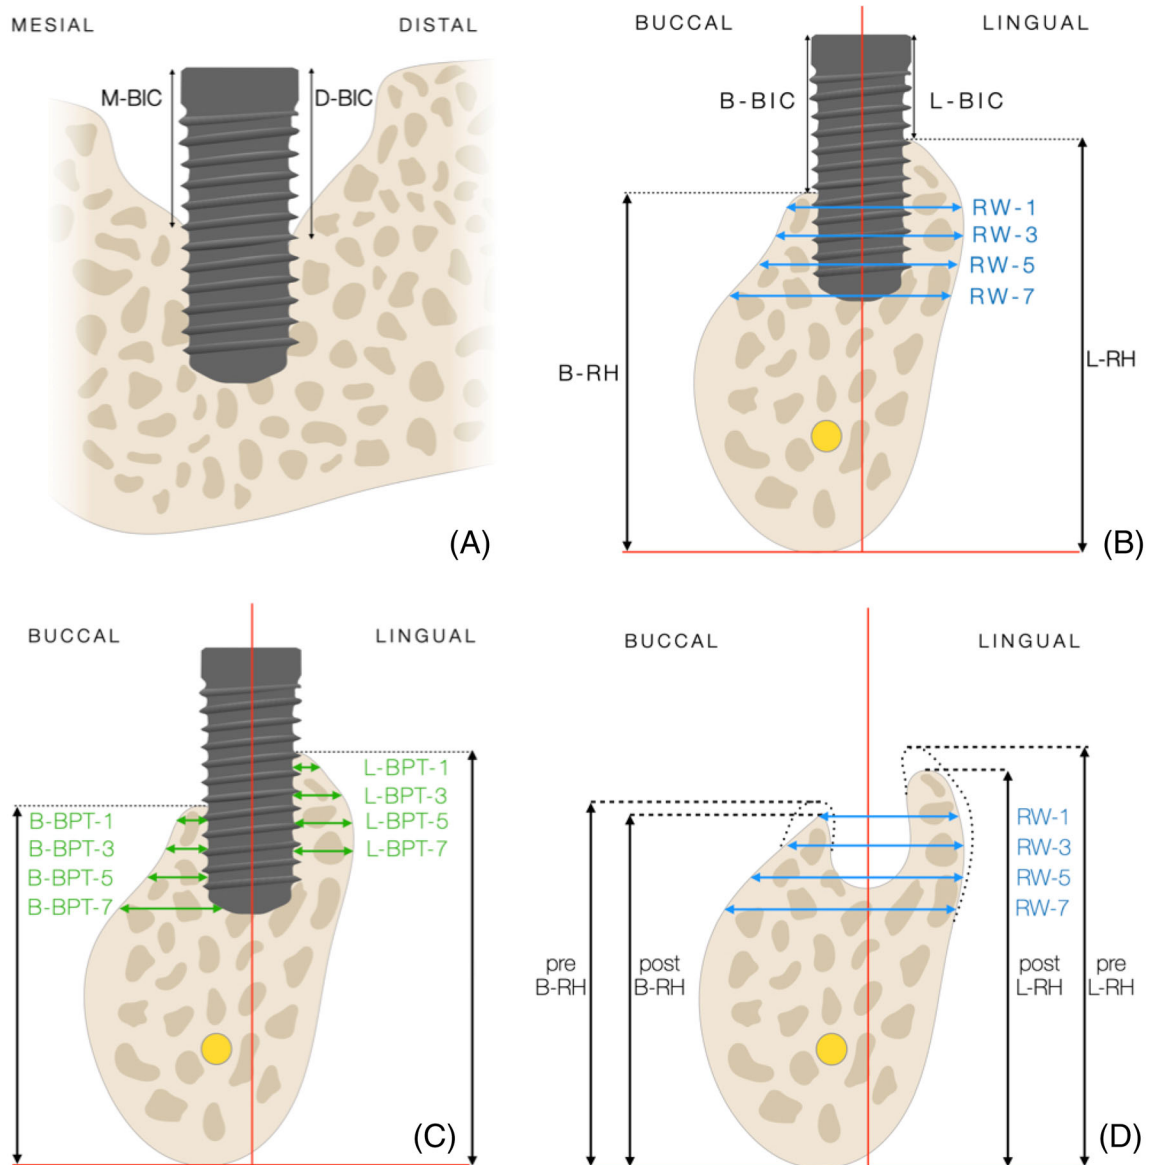 MESIAL
DISTAL
M-BIC
D-BIC
(A)
BUCCAL
LINGUAL
B-BIC
L-BIC
RW-1
RW-3
RW-5
RW-7
B-RH
L-RH
(B)
BUCCAL
LINGUAL
L-BPT-1
L-BPT-3
L-BPT-5
L-BPT-7
B-BPT-1
B-BPT-3
B-BPT-5
B-BPT-7
(C)
BUCCAL
LINGUAL
RW-1
RW-3
RW-5
RW-7
pre
B-RH
post
B-RH
post
L-RH
pre
L-RH
(D)